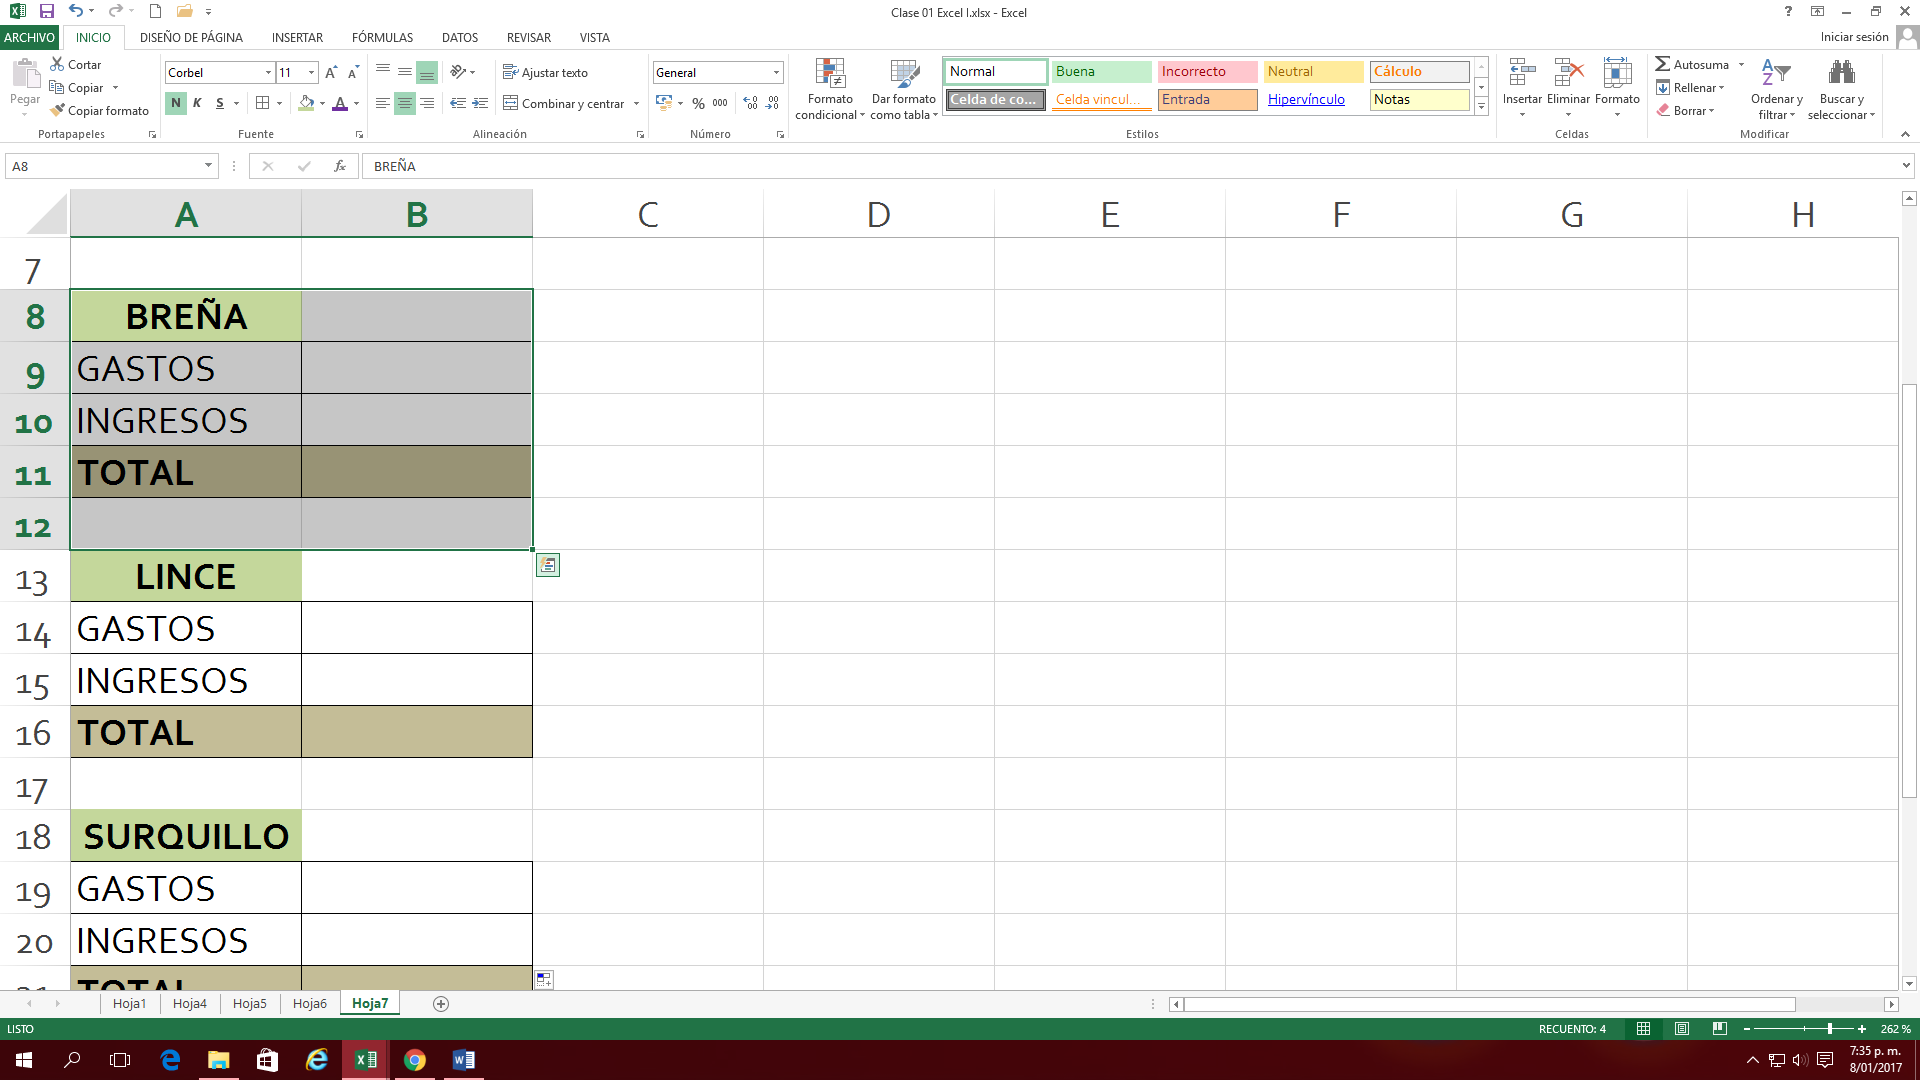 Clase 01 Excel I.xlsx - Excel
?
ARCHIVO INICIO DISEÑO DE PÁGINA INSERTAR FÓRMULAS DATOS REVISAR VISTA Iniciar sesión
Pegar
Cortar
Copiar
Copiar formato
Portapapeles
Corbel 11
N K S
Fuente
Ajustar texto
Combinar y centrar
Alineación
General
% 000
Número
Formato condicional
Dar formato como tabla
Normal Buena Incorrecto Neutral Cálculo
Celda de co... Celda vincul... Entrada Hipervínculo Notas
Estilos
Insertar Eliminar Formato
Celdas
Autosuma
Rellenar
Borrar
Ordenar y filtrar
Buscar y seleccionar
Modificar
A8 fx BREÑA
A B C D E F G H
7
8 BREÑA
9 GASTOS
10 INGRESOS
11 TOTAL
12
13 LINCE
14 GASTOS
15 INGRESOS
16 TOTAL
17
18 SURQUILLO
19 GASTOS
20 INGRESOS
21 TOTAL
Hoja1 Hoja4 Hoja5 Hoja6 Hoja7
LISTO RECUENTO: 4 262 %
7:35 p. m.
8/01/2017